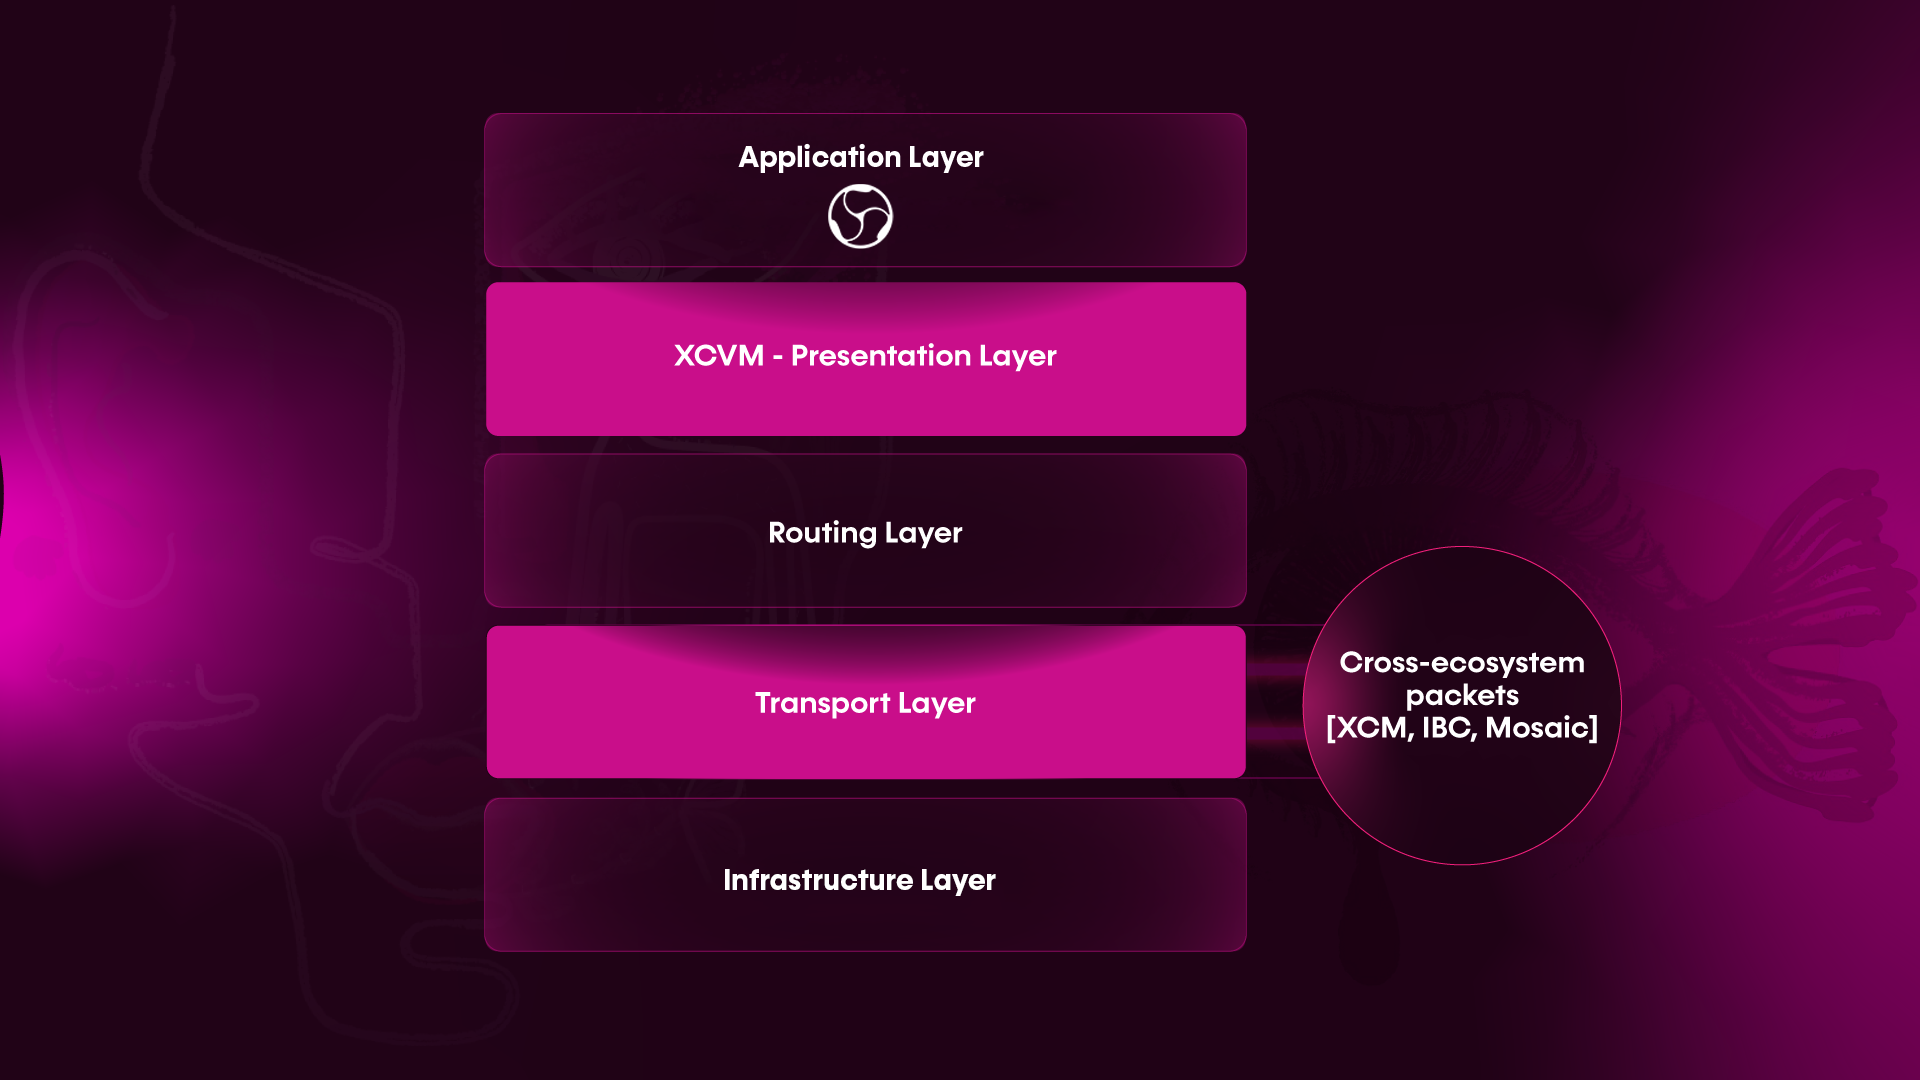 Application Layer
XCVM - Presentation Layer
Routing Layer
Transport Layer
Cross-ecosystem
packets
[XCM, IBC, Mosaic]
Infrastructure Layer